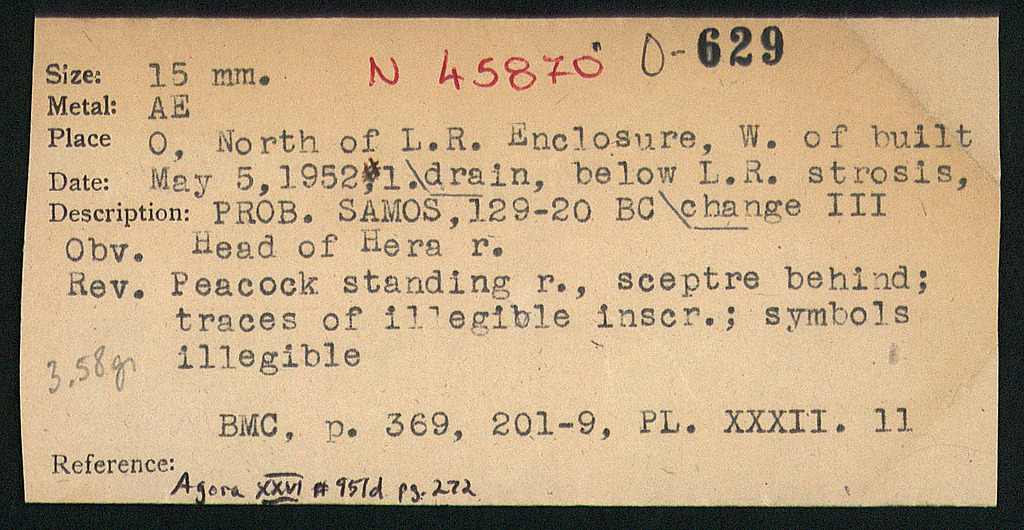 N 45870 O-629
Size: 15 mm.
Metal: AE
Place O, North of L.R. Enclosure, W. of built
Date: May 5,1952,#1.\drain, below L.R. strosis,
Description: PROB. SAMOS,129-20 BC\change III
Obv. Head of Hera r.
Rev. Peacock standing r., sceptre behind;
traces of illegible inscr.; symbols
illegible
3.58gr
BMC, p. 369, 201-9, PL. XXXII. 11
Reference:
Agora XXVI #951d pg. 272